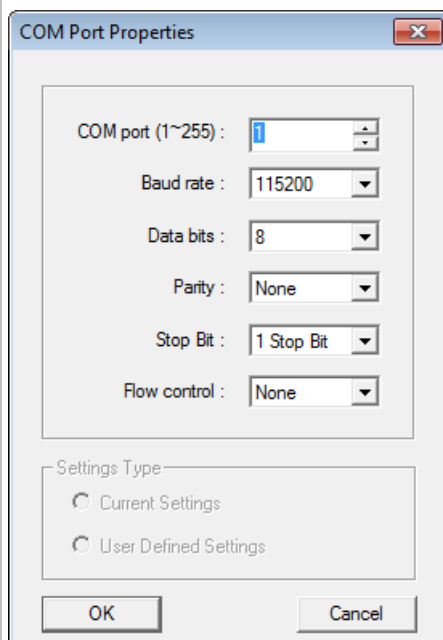 COM Port Properties
COM port (1~255) : 1
Baud rate : 115200
Data bits : 8
Parity : None
Stop Bit : 1 Stop Bit
Flow control : None
Settings Type
Current Settings
User Defined Settings
OK Cancel